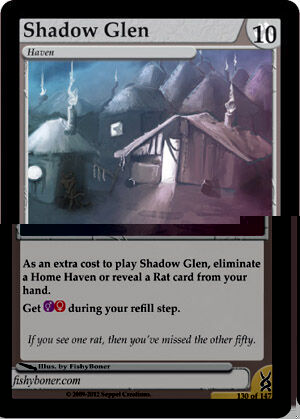 Shadow Glen
10
Haven
As an extra cost to play Shadow Glen, eliminate
a Home Haven or reveal a Rat card from your
hand.
Get during your refill step.
If you see one rat, then you've missed the other fifty.
Illus. by FishyBoner
fishyboner.com
© 2009-2012 Seppel Creations.
130 of 147